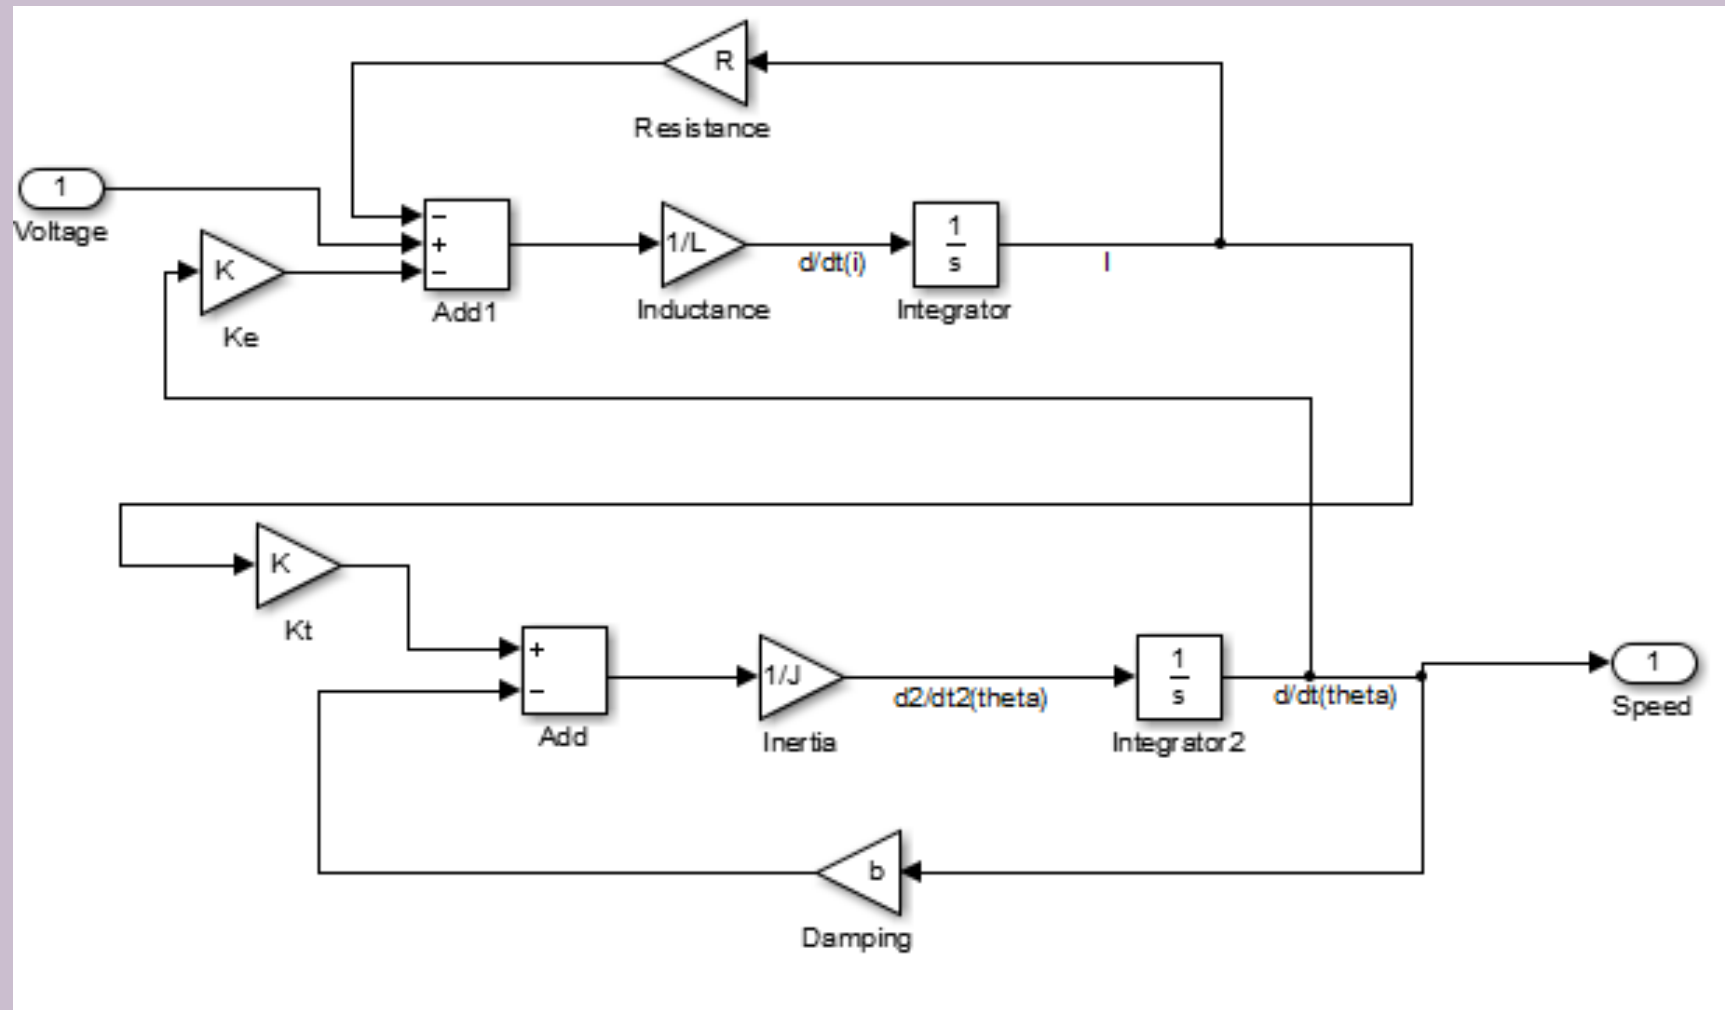 R
Resistance
1
Voltage
−
+
−
Add1
K
Ke
1/L
Inductance
d/dt(i)
1
s
Integrator
I
K
Kt
+
−
Add
1/J
Inertia
d2/dt2(theta)
1
s
Integrator2
d/dt(theta)
1
Speed
b
Damping